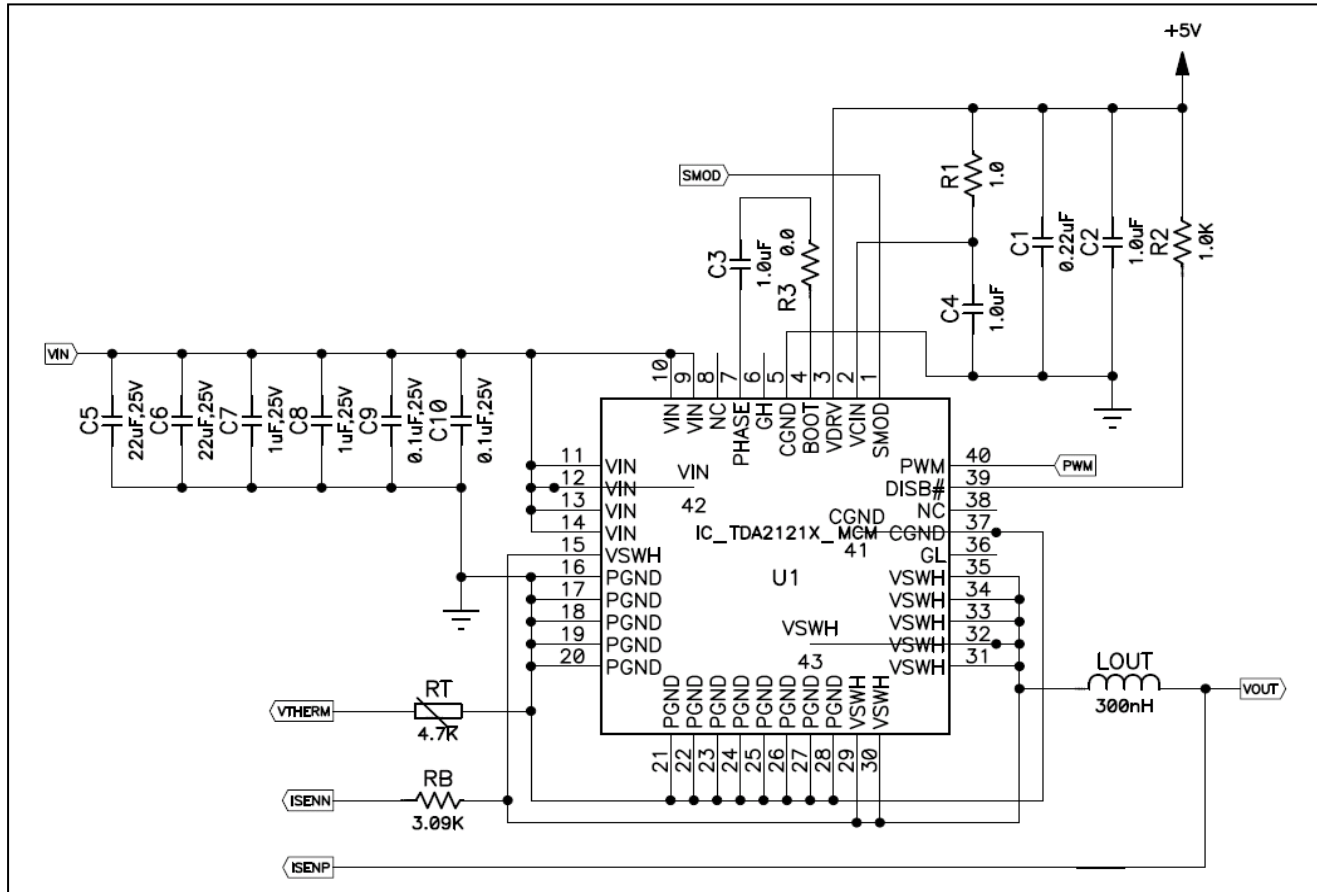 +5V
SMOD
R1
1.0
C1
0.22uF
C2
1.0uF
R2
1.0K
C3
1.0uF
R3
0.0
C4
1.0uF
VIN
C5
22uF,25V
C6
22uF,25V
C7
1uF,25V
C8
1uF,25V
C9
0.1uF,25V
C10
0.1uF,25V
10
9
8
7
6
5
4
3
2
1
VIN
VIN
NC
PHASE
GH
CGND
BOOT
VDRV
VCIN
SMOD
11 VIN
12 VIN
13 VIN
14 VIN
15 VSWH
16 PGND
17 PGND
18 PGND
19 PGND
20 PGND
VIN
42
CGND
IC_TDA2121X_MCM
41
U1
VSWH
43
PWM 40
PWM
DISB# 39
NC 38
CGND 37
GL 36
VSWH 35
VSWH 34
VSWH 33
VSWH 32
VSWH 31
LOUT
300nH
VOUT
PGND
PGND
PGND
PGND
PGND
PGND
PGND
PGND
VSWH
VSWH
21
22
23
24
25
26
27
28
29
30
VTHERM
RT
4.7K
ISENN
RB
3.09K
ISENP